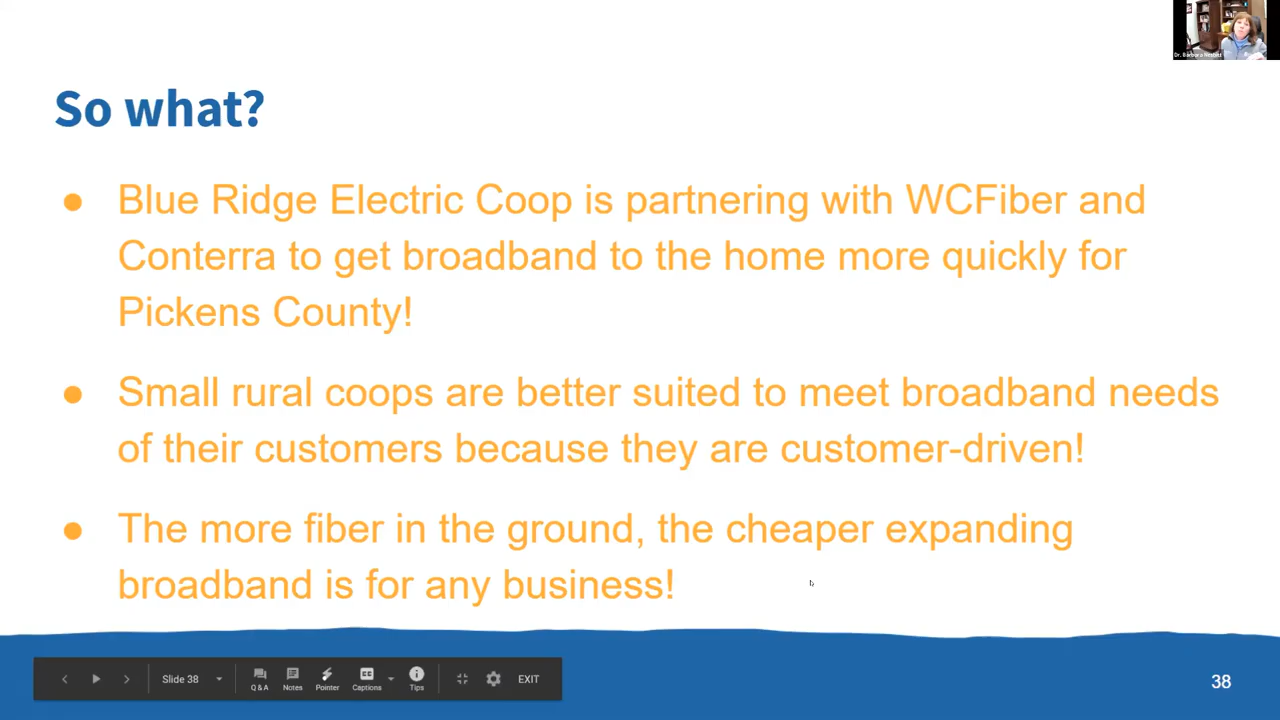 So what?
● Blue Ridge Electric Coop is partnering with WCFiber and
Conterra to get broadband to the home more quickly for
Pickens County!
● Small rural coops are better suited to meet broadband needs
of their customers because they are customer-driven!
● The more fiber in the ground, the cheaper expanding
broadband is for any business!
Slide 38
Q&A
Notes
Pointer
Captions
Tips
EXIT
38
Dr. Barbara